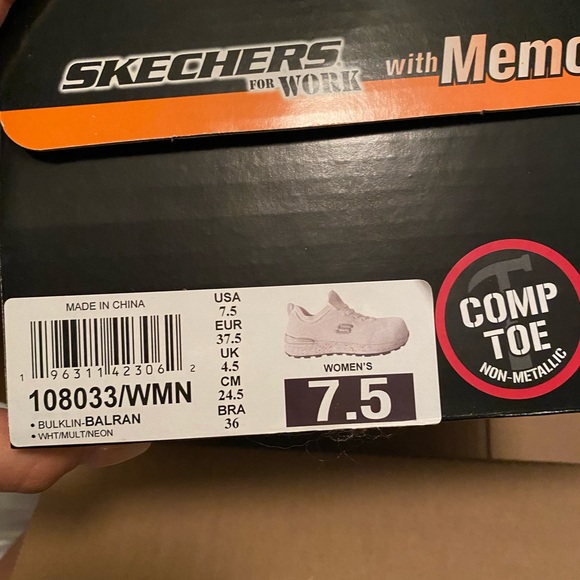 SKECHERS
FOR WORK
with Memo
MADE IN CHINA
1 96311 42306 2
108033/WMN
• BULKLIN-BALRAN
• WHT/MULT/NEON
USA
7.5
EUR
37.5
UK
4.5
CM
24.5
BRA
36
S
WOMEN'S
7.5
COMP
TOE
NON-METALLIC